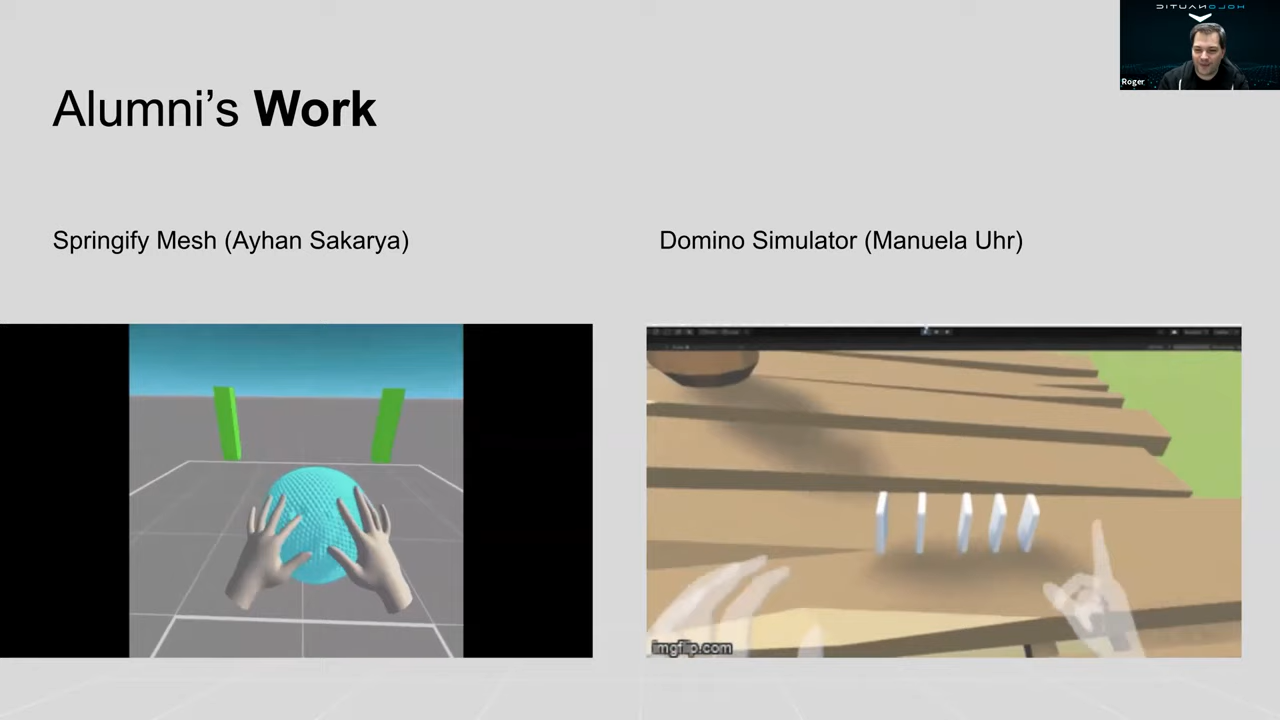 Alumni's Work
Roger
Springify Mesh (Ayhan Sakarya)
Domino Simulator (Manuela Uhr)
imgflip.com